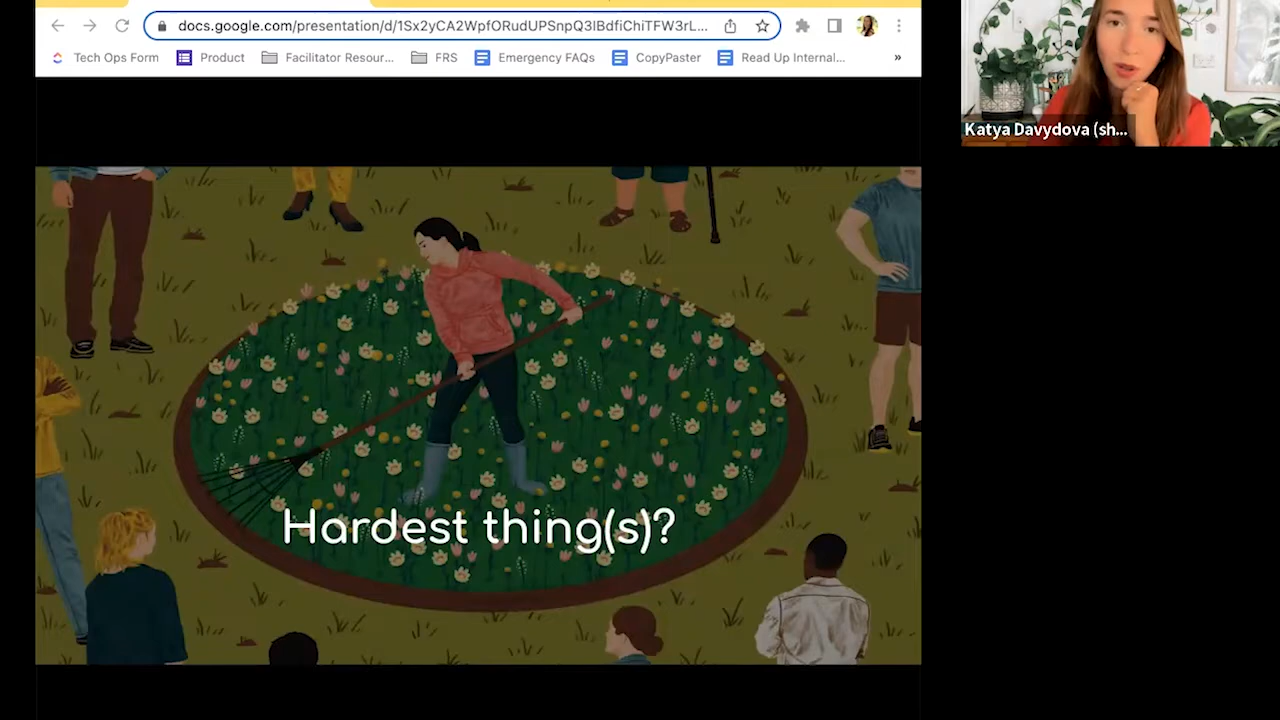 docs.google.com/presentation/d/1Sx2yCA2WpfORudUPSnpQ3IBdfiChiTFW3rL...
Tech Ops Form
Product
Facilitator Resour...
FRS
Emergency FAQs
CopyPaster
Read Up Internal...
»
Katya Davydova (sh...
Hardest thing(s)?